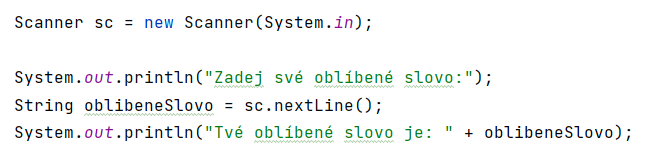 Scanner sc = new Scanner(System.in);
System.out.println("Zadej své oblíbené slovo:");
String oblibeneSlovo = sc.nextLine();
System.out.println("Tvé oblíbené slovo je: " + oblibeneSlovo);